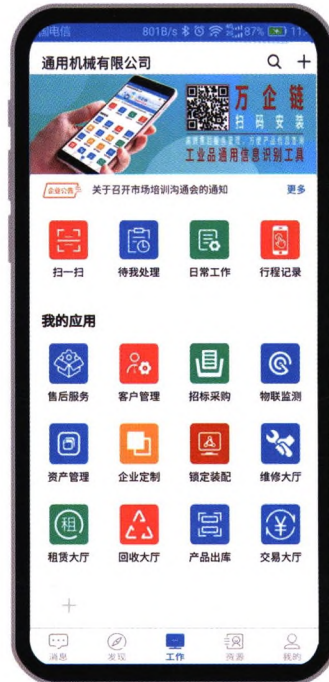 国电信 801B/s 87% 11:
通用机械有限公司
万企链
扫码安装
工业品通用信息识别工具
企业公告 关于召开市场培训沟通会的通知 更多
扫一扫 待我处理 日常工作 行程记录
我的应用
售后服务 客户管理 招标采购 物联监测
资产管理 企业定制 锁定装配 维修大厅
租
租赁大厅 回收大厅 产品出库 交易大厅
消息 发现 工作 资源 我的